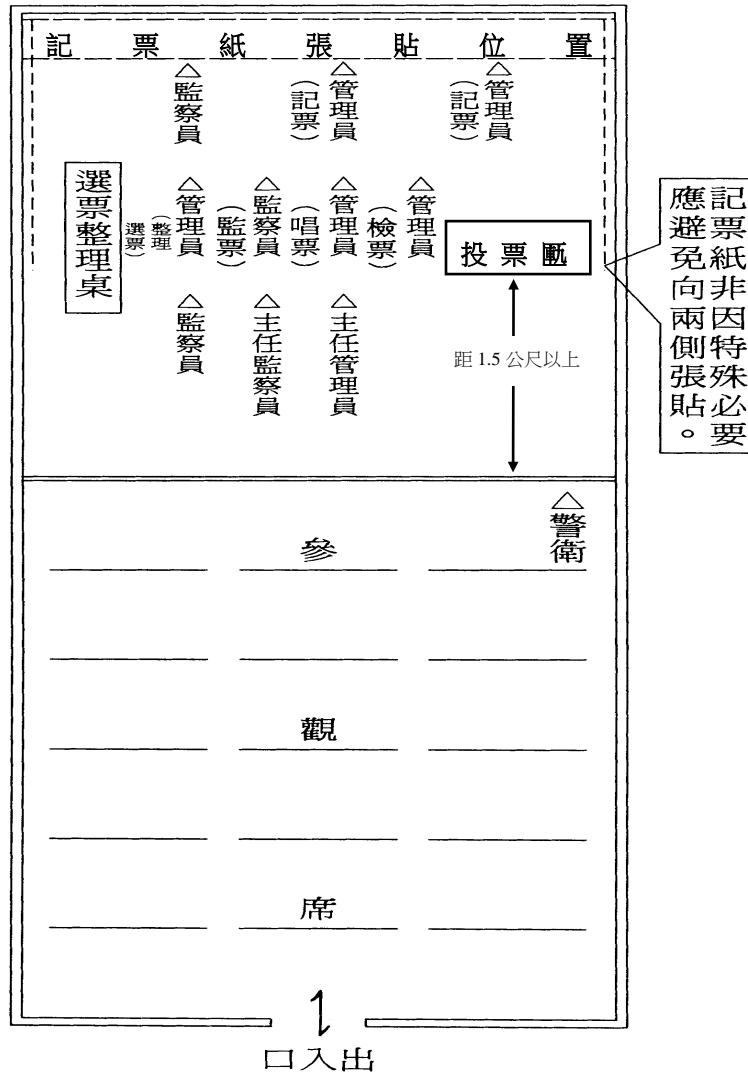 記票紙張貼位置
△監察員
△管理員
(記票)
△管理員
(記票)
選票整理桌
△管理員
(整理
選票)
△監察員
(監票)
△管理員
(唱票)
△管理員
(檢票)
投票匭
△監察員
△主任監察員
△主任管理員
距1.5公尺以上
記票紙非因特殊必要
應避免向兩側張貼。
△警衛
參
觀
席
口入出